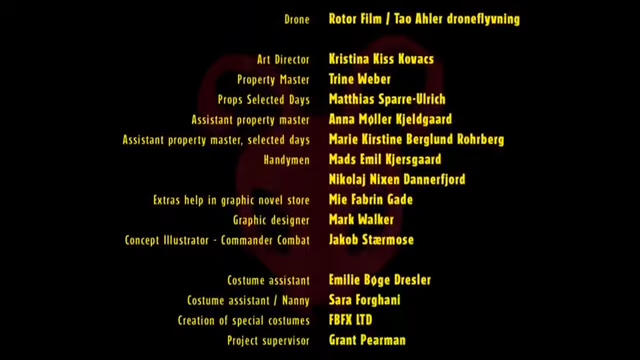 Drone Rotor Film / Tao Ahler droneflyvning
Art Director Kristina Kiss Kovacs
Property Master Trine Weber
Props Selected Days Matthias Sparre-Ulrich
Assistant property master Anna Møller Kjeldgaard
Assistant property master, selected days Marie Kirstine Berglund Rohrberg
Handymen Mads Emil Kjersgaard
Nikolaj Nixen Dannerfjord
Extras help in graphic novel store Mie Fabrin Gade
Graphic designer Mark Walker
Concept Illustrator - Commander Combat Jakob Stærmose
Costume assistant Emilie Bøge Dresler
Costume assistant / Nanny Sara Forghani
Creation of special costumes FBFX LTD
Project supervisor Grant Pearman